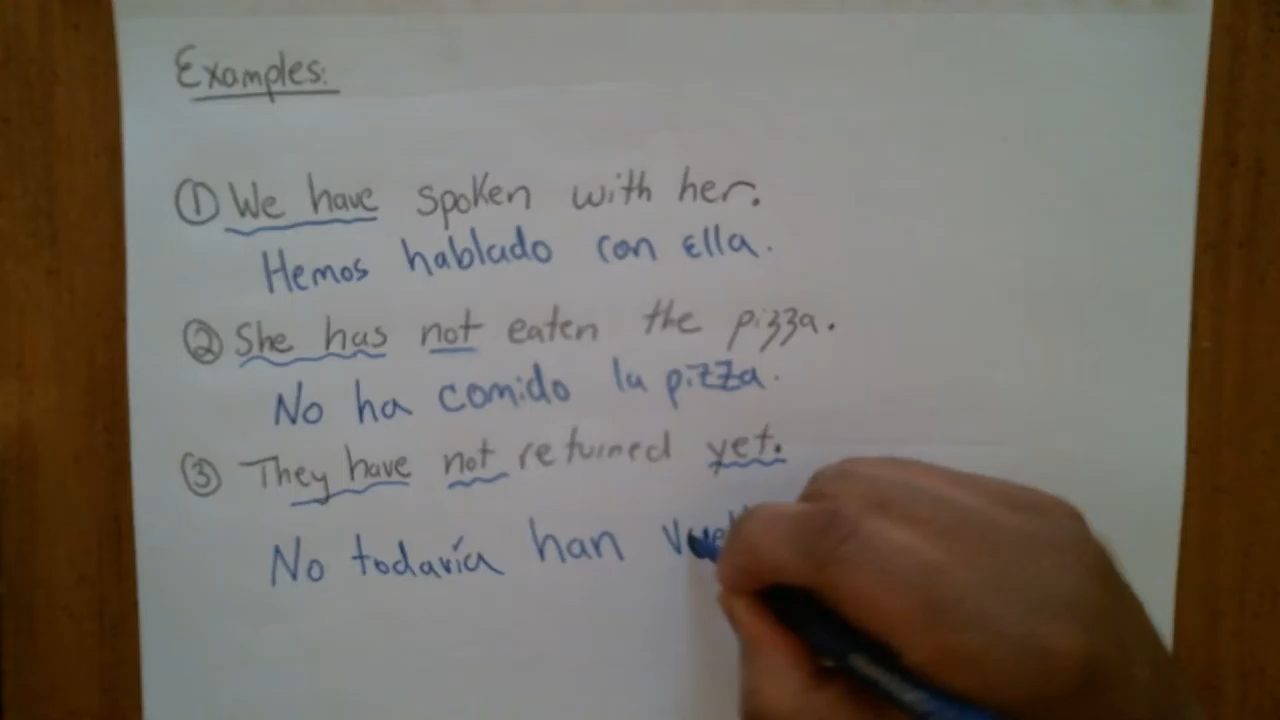 Examples:
① We have spoken with her.
Hemos hablado con ella.
② She has not eaten the pizza.
No ha comido la pizza.
③ They have not returned yet.
No todavía han